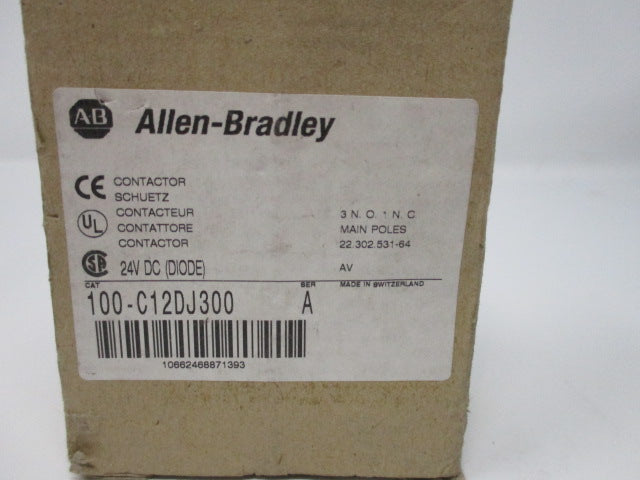 AB Allen-Bradley
CE CONTACTOR
SCHUETZ
UL CONTACTEUR
CONTATTORE
CONTACTOR
3 N. O. 1 N. C.
MAIN POLES
22.302.531-64
SA 24V DC (DIODE) AV
CAT SER MADE IN SWITZERLAND
100-C12DJ300 A
10662468871393